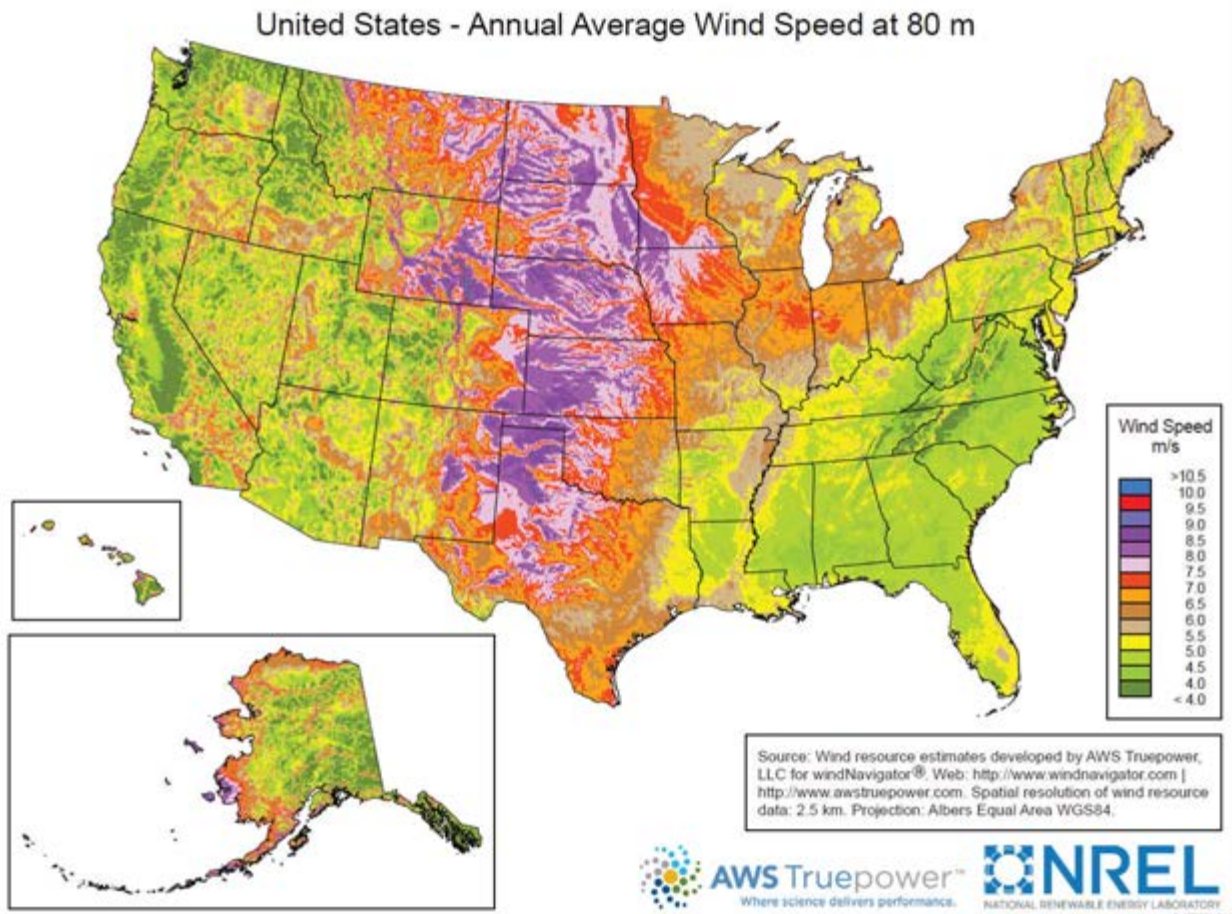 United States - Annual Average Wind Speed at 80 m
Wind Speed
m/s
>10.5
10.0
9.5
9.0
8.5
8.0
7.5
7.0
6.5
6.0
5.5
5.0
4.5
4.0
< 4.0
Source: Wind resource estimates developed by AWS Truepower,
LLC for windNavigator®. Web: http://www.windnavigator.com |
http://www.awstruepower.com. Spatial resolution of wind resource
data: 2.5 km. Projection: Albers Equal Area WGS84.
AWS Truepower™
Where science delivers performance.
NREL
NATIONAL RENEWABLE ENERGY LABORATORY